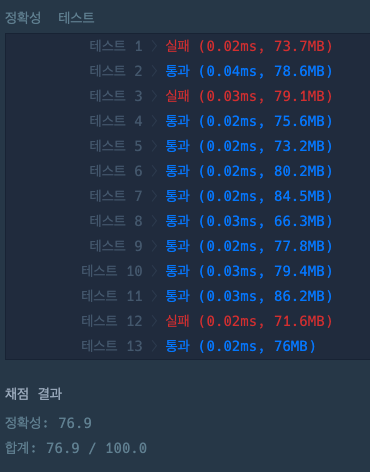 정확성 테스트
테스트 1 > 실패 (0.02ms, 73.7MB)
테스트 2 > 통과 (0.04ms, 78.6MB)
테스트 3 > 실패 (0.03ms, 79.1MB)
테스트 4 > 통과 (0.02ms, 75.6MB)
테스트 5 > 통과 (0.02ms, 73.2MB)
테스트 6 > 통과 (0.02ms, 80.2MB)
테스트 7 > 통과 (0.02ms, 84.5MB)
테스트 8 > 통과 (0.03ms, 66.3MB)
테스트 9 > 통과 (0.02ms, 77.8MB)
테스트 10 > 통과 (0.03ms, 79.4MB)
테스트 11 > 통과 (0.03ms, 86.2MB)
테스트 12 > 실패 (0.02ms, 71.6MB)
테스트 13 > 통과 (0.02ms, 76MB)
채점 결과
정확성: 76.9
합계: 76.9 / 100.0